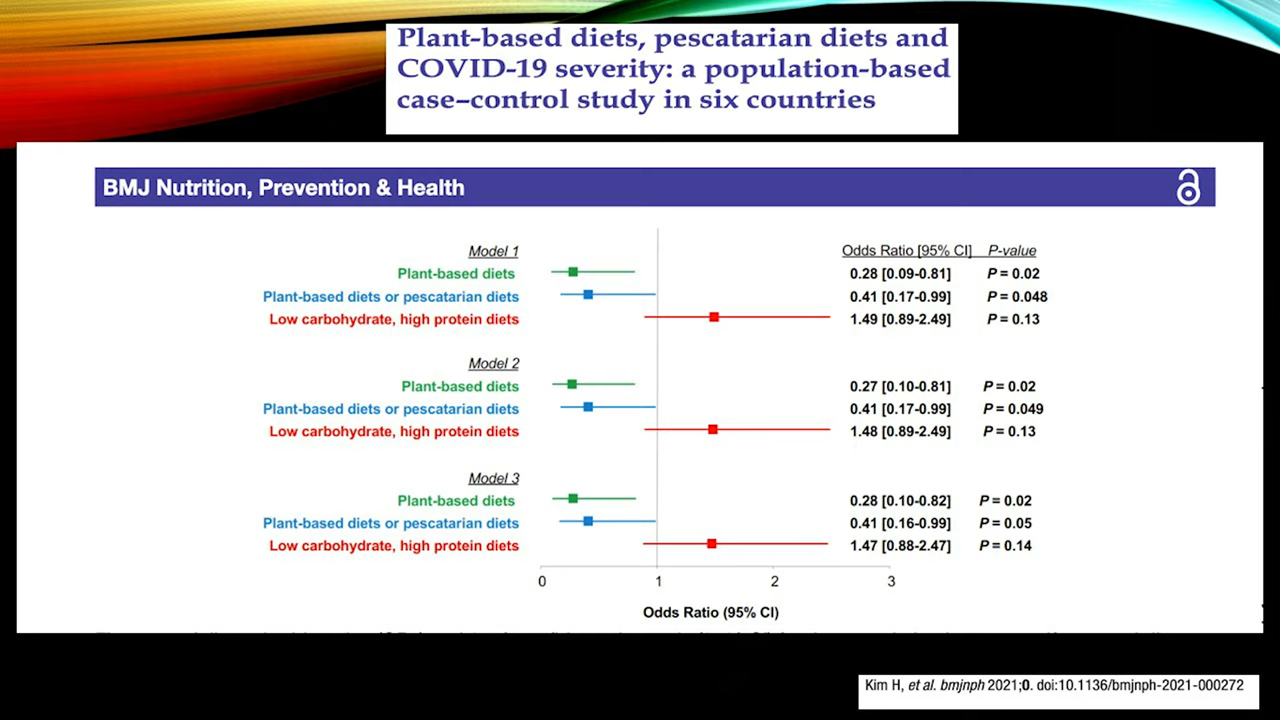 Plant-based diets, pescatarian diets and
COVID-19 severity: a population-based
case–control study in six countries
BMJ Nutrition, Prevention & Health
Model 1 Odds Ratio [95% CI] P-value
Plant-based diets 0.28 [0.09-0.81] P = 0.02
Plant-based diets or pescatarian diets 0.41 [0.17-0.99] P = 0.048
Low carbohydrate, high protein diets 1.49 [0.89-2.49] P = 0.13
Model 2
Plant-based diets 0.27 [0.10-0.81] P = 0.02
Plant-based diets or pescatarian diets 0.41 [0.17-0.99] P = 0.049
Low carbohydrate, high protein diets 1.48 [0.89-2.49] P = 0.13
Model 3
Plant-based diets 0.28 [0.10-0.82] P = 0.02
Plant-based diets or pescatarian diets 0.41 [0.16-0.99] P = 0.05
Low carbohydrate, high protein diets 1.47 [0.88-2.47] P = 0.14
0 1 2 3
Odds Ratio (95% CI)
Kim H, et al. bmjnph 2021;0. doi:10.1136/bmjnph-2021-000272